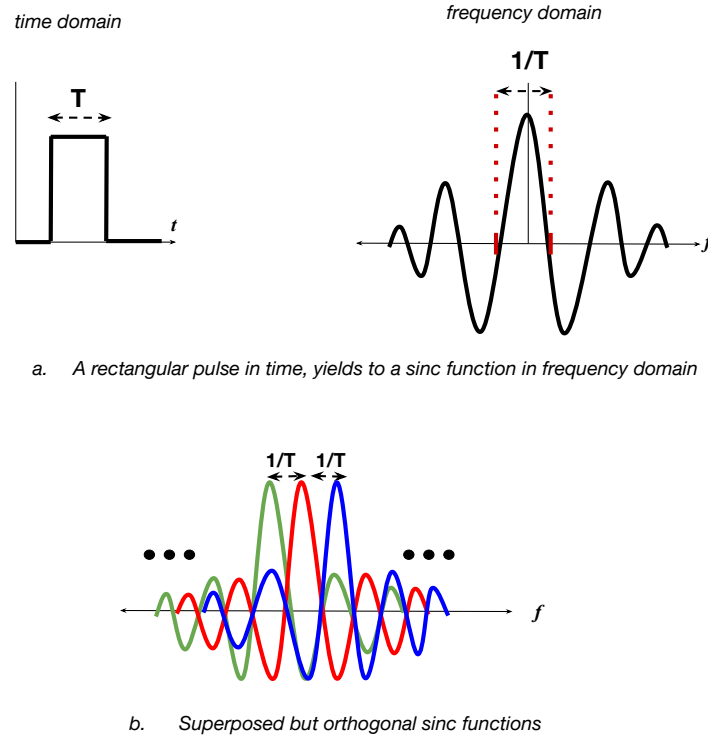 time domain
frequency domain
1/T
T
t
f
a. A rectangular pulse in time, yields to a sinc function in frequency domain
1/T 1/T
f
b. Superposed but orthogonal sinc functions